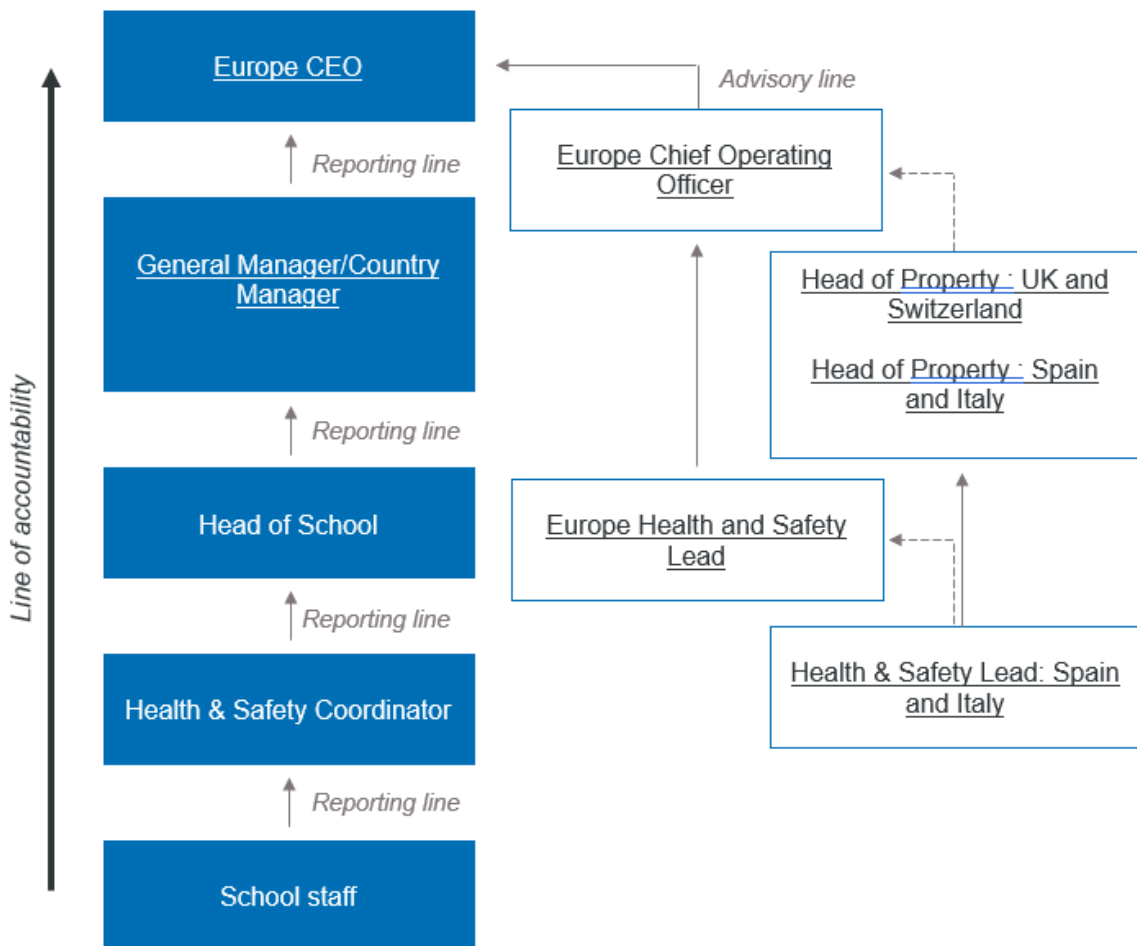 Europe CEO
Advisory line
Europe Chief Operating
Officer
Reporting line
General Manager/Country
Manager
Head of Property : UK and
Switzerland
Head of Property : Spain
and Italy
Line of accountability
Reporting line
Head of School
Europe Health and Safety
Lead
Reporting line
Health & Safety Coordinator
Health & Safety Lead: Spain
and Italy
Reporting line
School staff